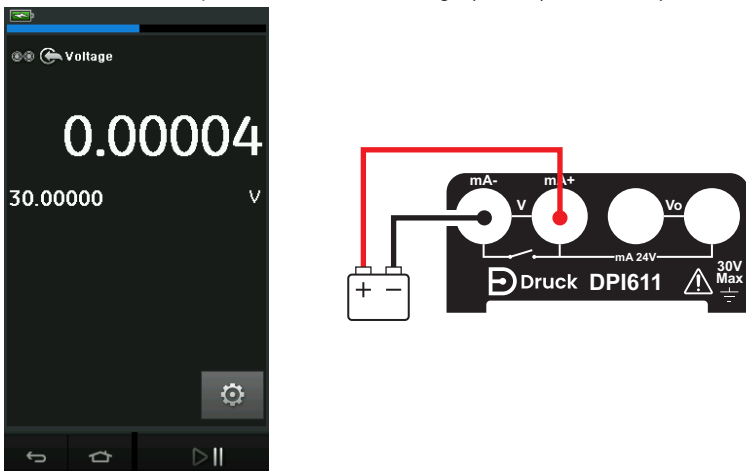 Voltage
0.00004
30.00000 V
mA- mA+
V Vo
mA 24V
Druck DPI611
30V
Max
+ −